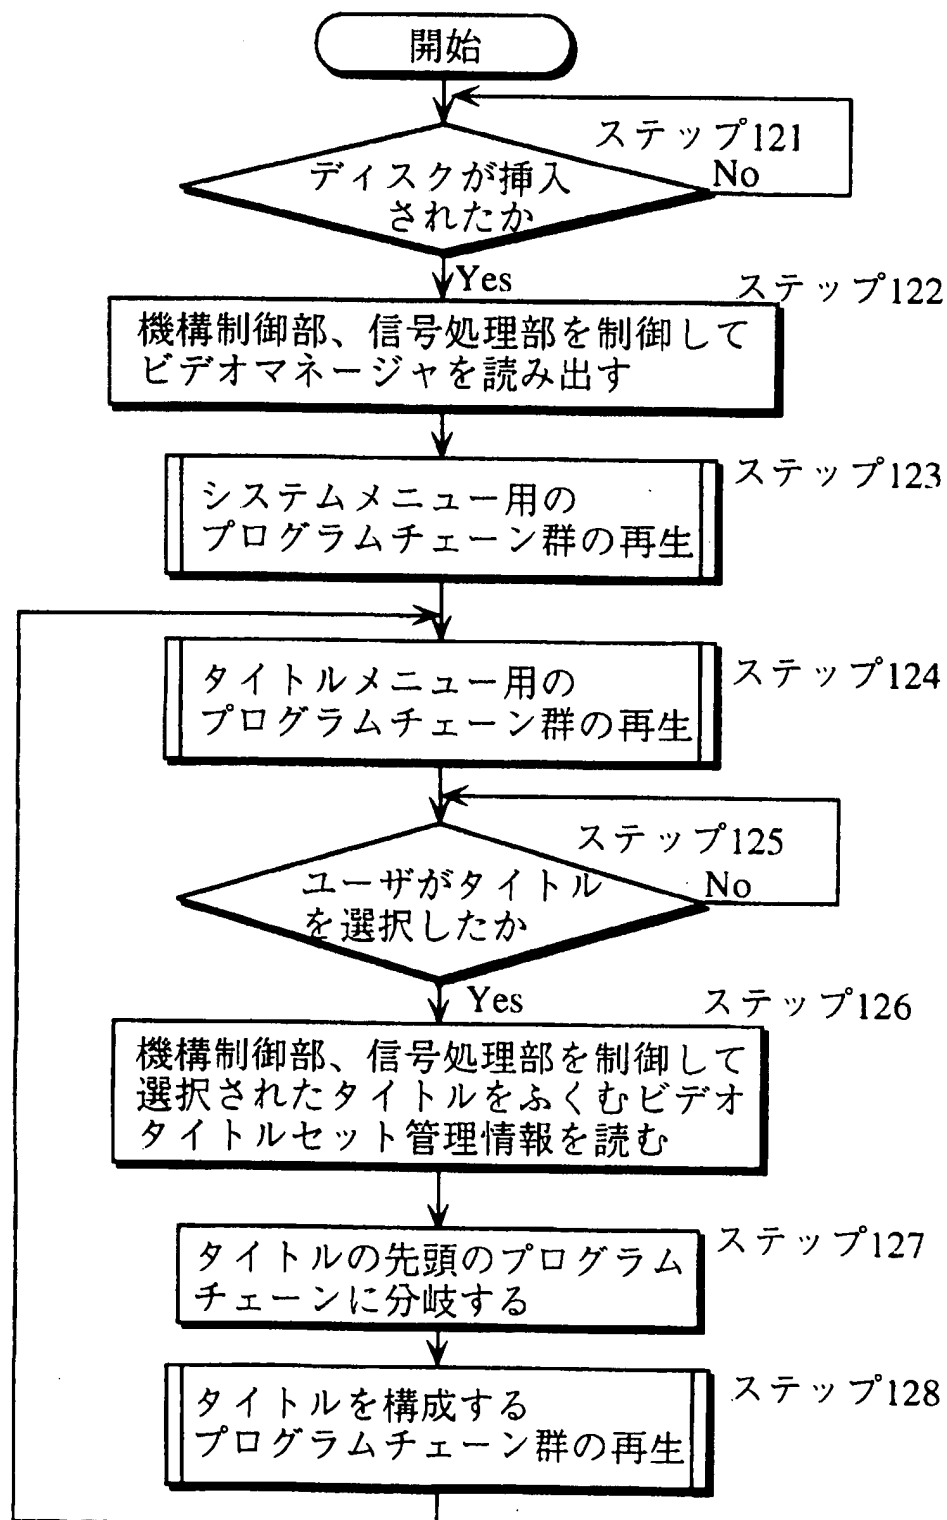 開始
ステップ121
No
ディスクが挿入
されたか
Yes
ステップ122
機構制御部、信号処理部を制御して
ビデオマネージャを読み出す
ステップ123
システムメニュー用の
プログラムチェーン群の再生
ステップ124
タイトルメニュー用の
プログラムチェーン群の再生
ステップ125
No
ユーザがタイトル
を選択したか
Yes
ステップ126
機構制御部、信号処理部を制御して
選択されたタイトルをふくむビデオ
タイトルセット管理情報を読む
ステップ127
タイトルの先頭のプログラム
チェーンに分岐する
ステップ128
タイトルを構成する
プログラムチェーン群の再生